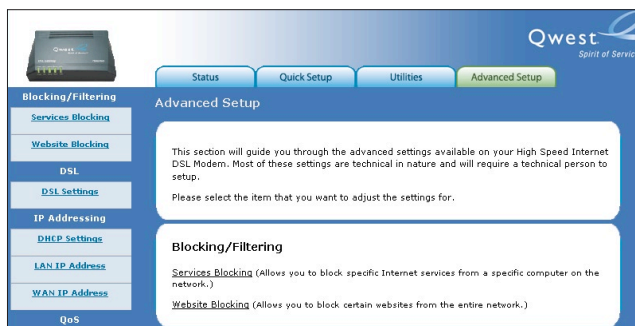 Qwest
Spirit of Servic
Qwest
Status
Quick Setup
Utilities
Advanced Setup
Blocking/Filtering
Services Blocking
Website Blocking
DSL
DSL Settings
IP Addressing
DHCP Settings
LAN IP Address
WAN IP Address
QoS
Advanced Setup
This section will guide you through the advanced settings available on your High Speed Internet
DSL Modem. Most of these settings are technical in nature and will require a technical person to
setup.
Please select the item that you want to adjust the settings for.
Blocking/Filtering
Services Blocking (Allows you to block specific Internet services from a specific computer on the
network.)
Website Blocking (Allows you to block certain websites from the entire network.)